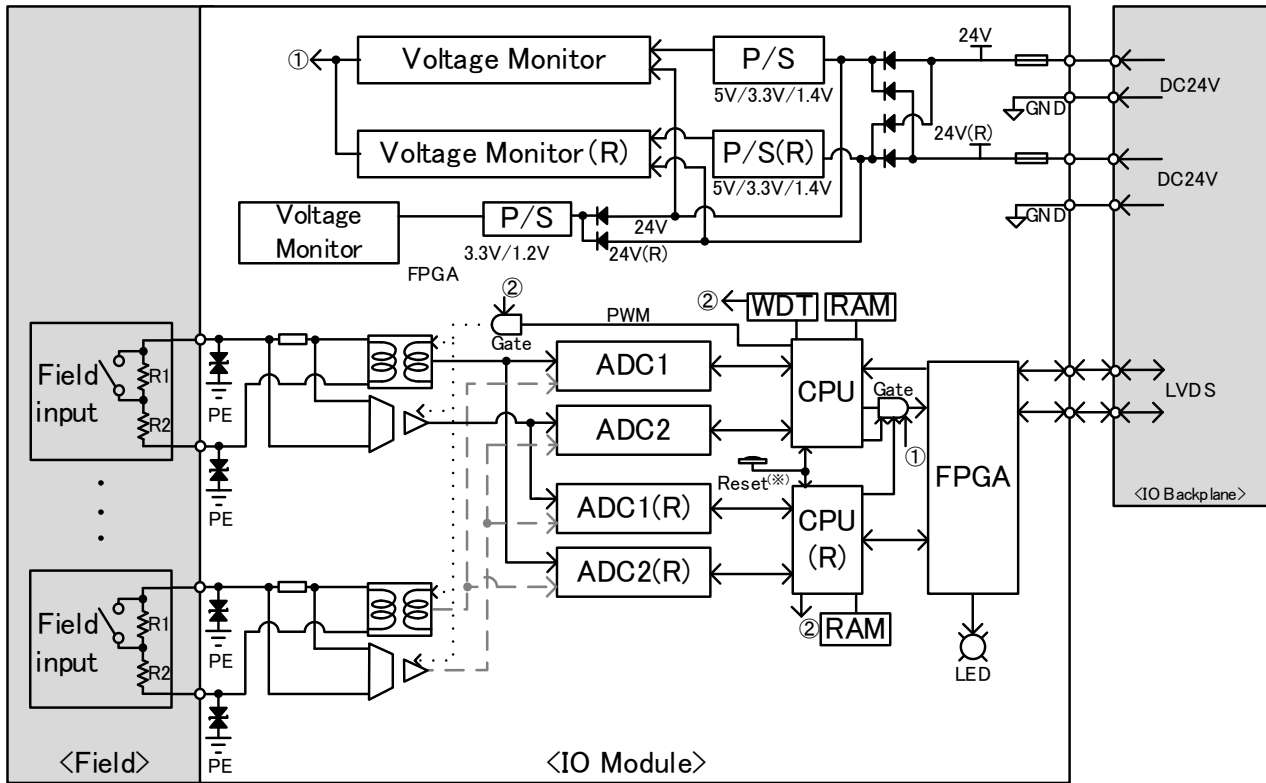 24V
① Voltage Monitor P/S
5V/3.3V/1.4V
DC24V
GND
24V(R)
Voltage Monitor(R) P/S(R)
5V/3.3V/1.4V
DC24V
GND
Voltage
Monitor
P/S
24V
3.3V/1.2V
24V(R)
FPGA
②
② WDT RAM
PWM
Gate
Field
input
R1
R2
PE
PE
ADC1
ADC2
CPU
Gate
①
LVDS
FPGA
Reset(※)
<IO Backplane>
ADC1(R)
ADC2(R)
CPU
(R)
② RAM
LED
Field
input
R1
R2
PE
PE
<Field>
<IO Module>